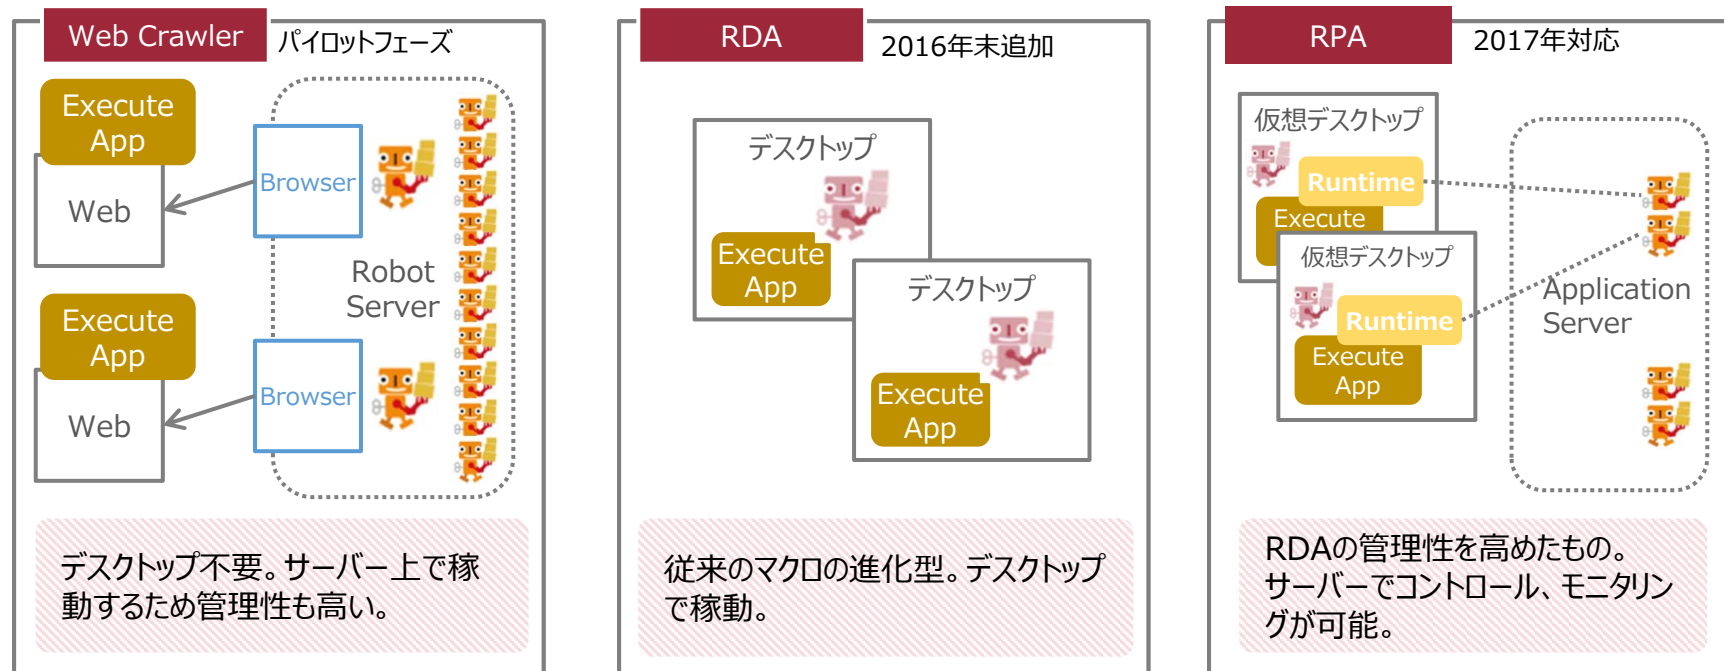 Web Crawler
パイロットフェーズ
Execute
App
Web
Browser
Robot
Server
Execute
App
Web
Browser
デスクトップ不要。サーバー上で稼
動するため管理性も高い。
RDA
2016年末追加
デスクトップ
Execute
App
デスクトップ
Execute
App
従来のマクロの進化型。デスクトップ
で稼動。
RPA
2017年対応
仮想デスクトップ
Runtime
Execute
仮想デスクトップ
Runtime
Execute
App
Application
Server
RDAの管理性を高めたもの。
サーバーでコントロール、モニタリン
グが可能。